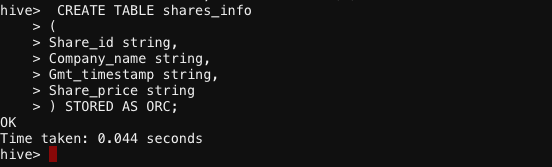 hive>  CREATE TABLE shares_info
    > (
    > Share_id string,
    > Company_name string,
    > Gmt_timestamp string,
    > Share_price string
    > ) STORED AS ORC;
OK
Time taken: 0.044 seconds
hive>